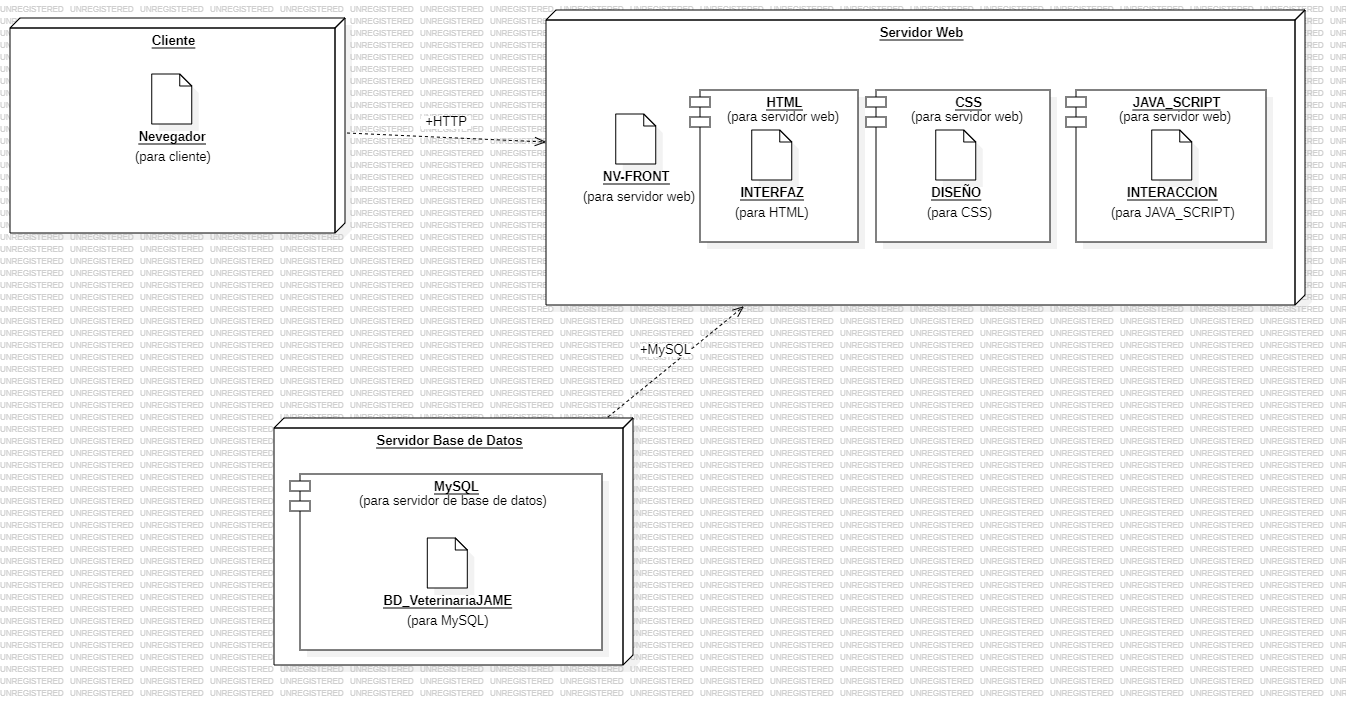 Cliente
Nevegador
(para cliente)
+HTTP
Servidor Web
NV-FRONT
(para servidor web)
HTML
(para servidor web)
INTERFAZ
(para HTML)
CSS
(para servidor web)
DISEÑO
(para CSS)
JAVA_SCRIPT
(para servidor web)
INTERACCION
(para JAVA_SCRIPT)
+MySQL
Servidor Base de Datos
MySQL
(para servidor de base de datos)
BD_VeterinariaJAME
(para MySQL)
UNREGISTERED